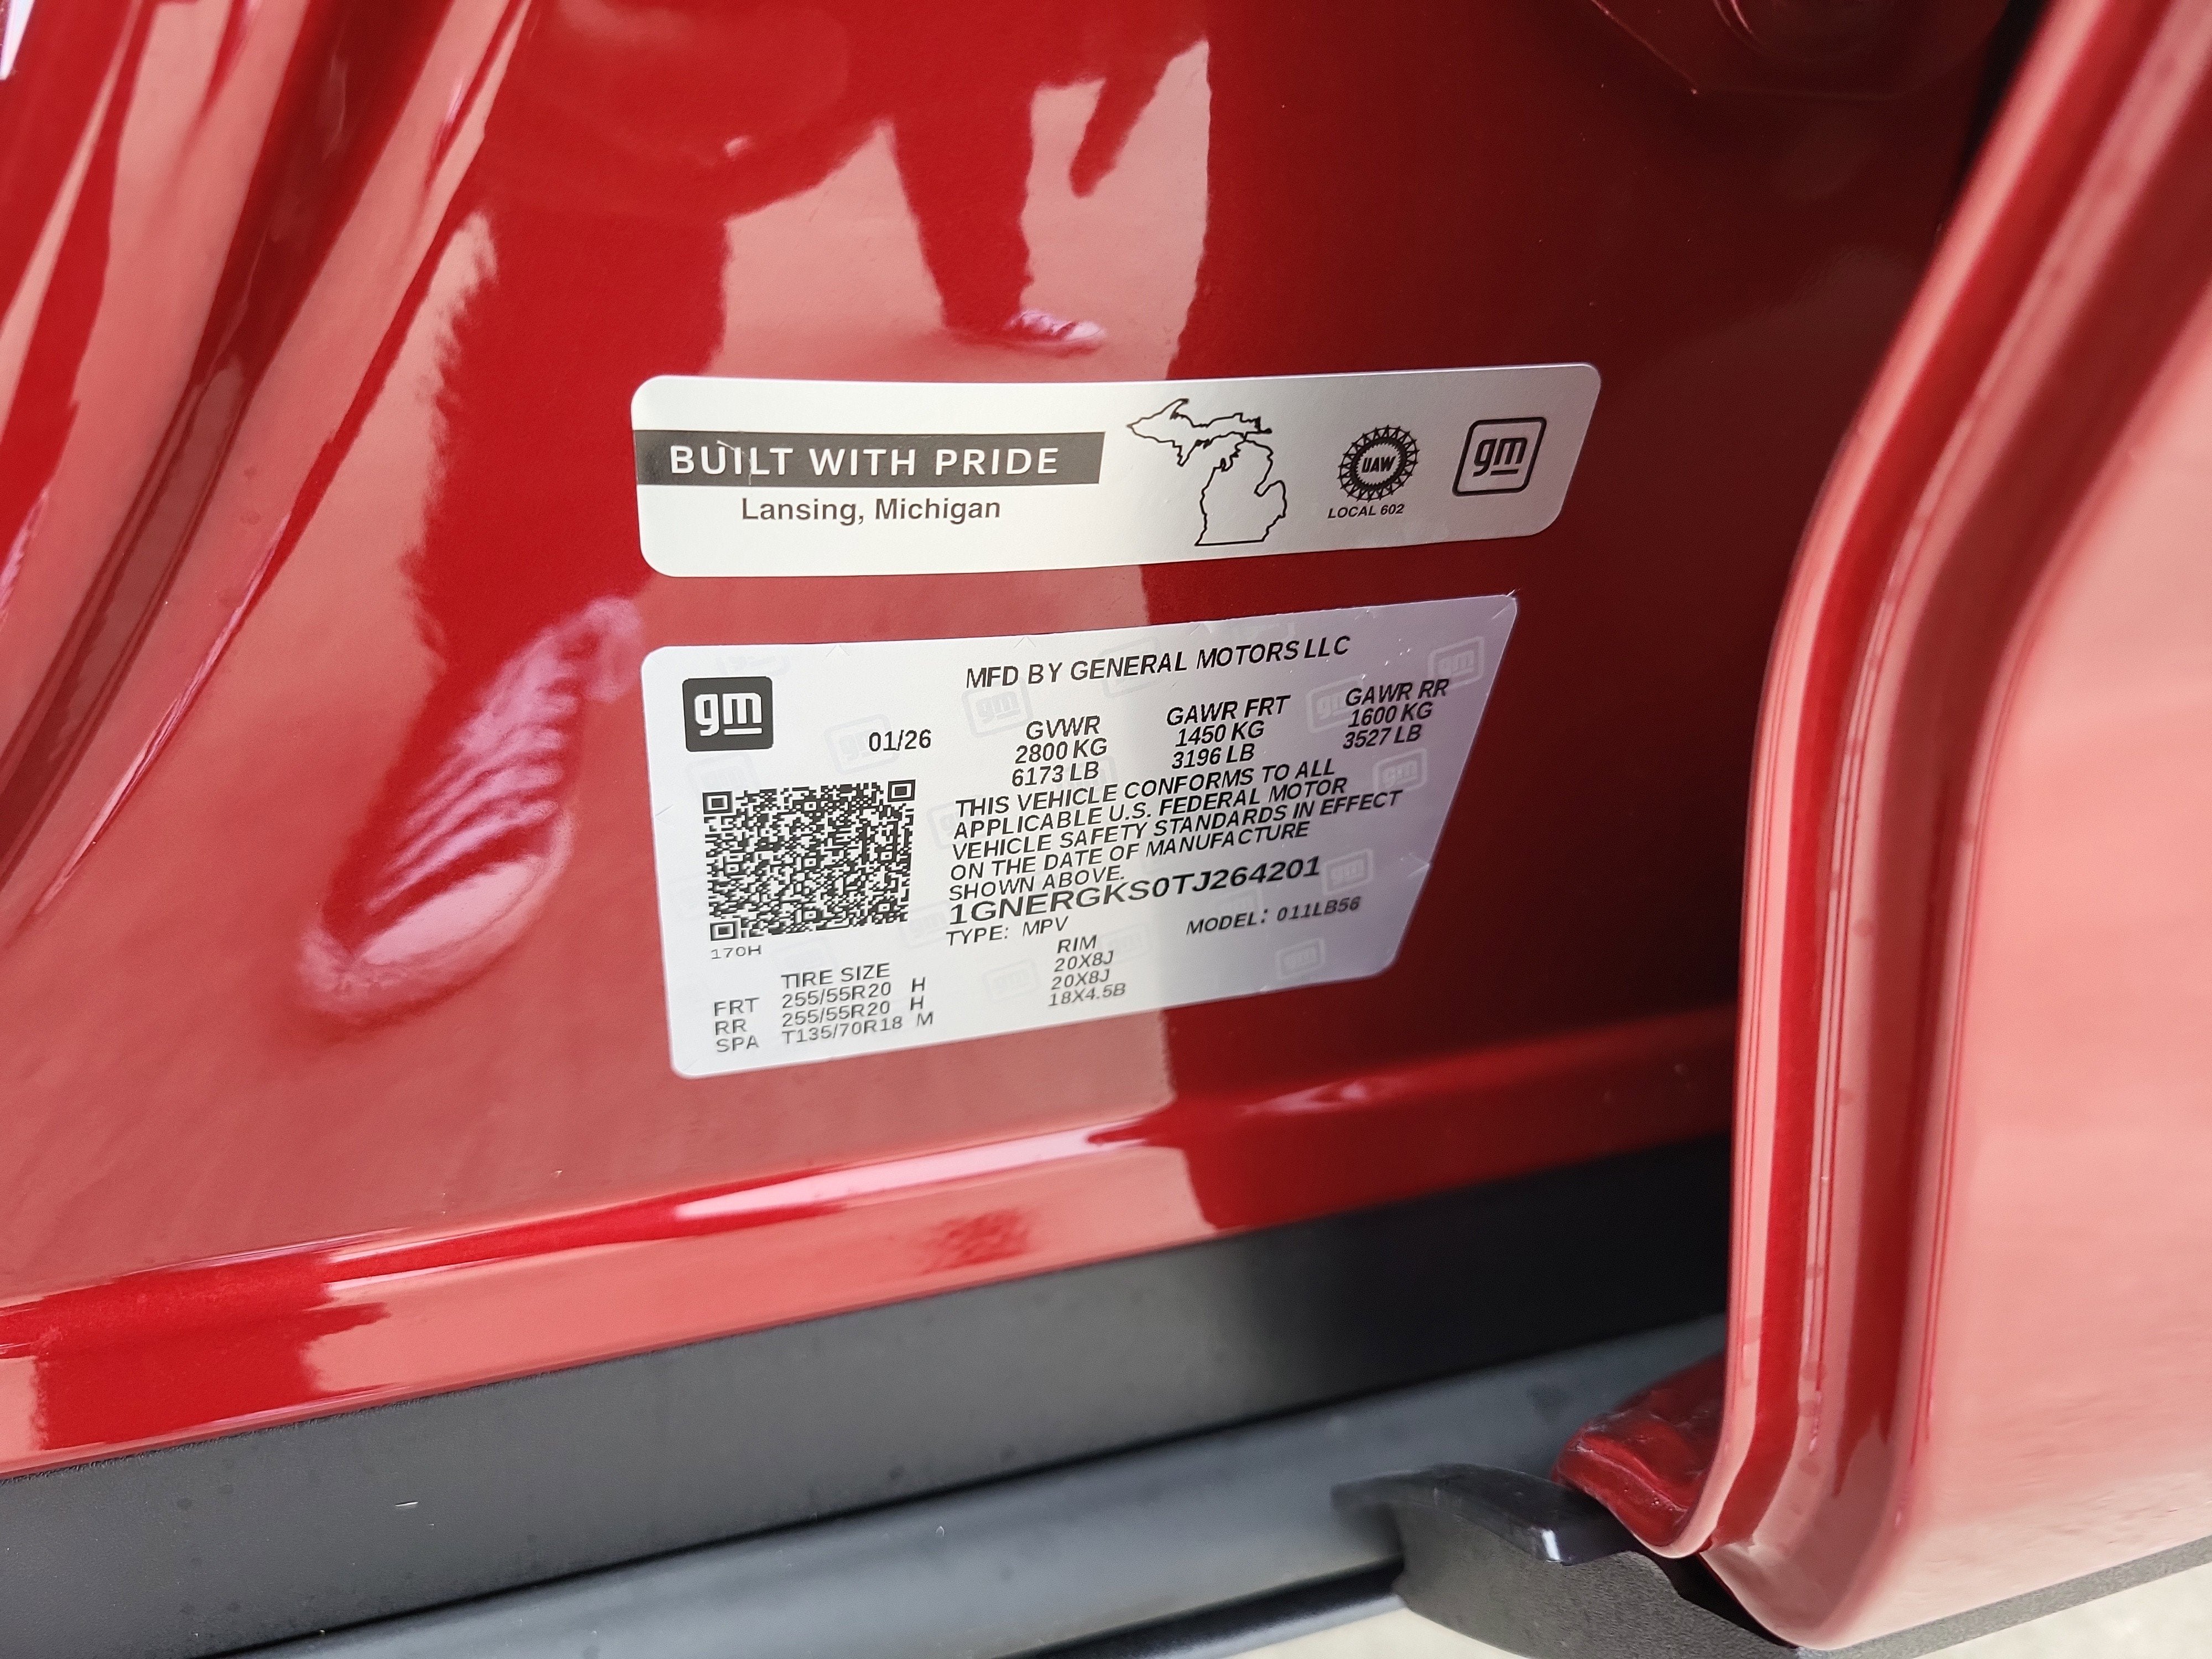 BUILT WITH PRIDE
Lansing, Michigan
UAW
LOCAL 602
gm
gm
MFD BY GENERAL MOTORS LLC
01/26
GVWR GAWR FRT GAWR RR
2800 KG 1450 KG 1600 KG
6173 LB 3196 LB 3527 LB
THIS VEHICLE CONFORMS TO ALL
APPLICABLE U.S. FEDERAL MOTOR
VEHICLE SAFETY STANDARDS IN EFFECT
ON THE DATE OF MANUFACTURE
SHOWN ABOVE.
1GNERGKS0TJ264201
TYPE: MPV MODEL: 011LB56
170H
TIRE SIZE RIM
FRT 255/55R20 H 20X8J
RR 255/55R20 H 20X8J
SPA T135/70R18 M 18X4.5B